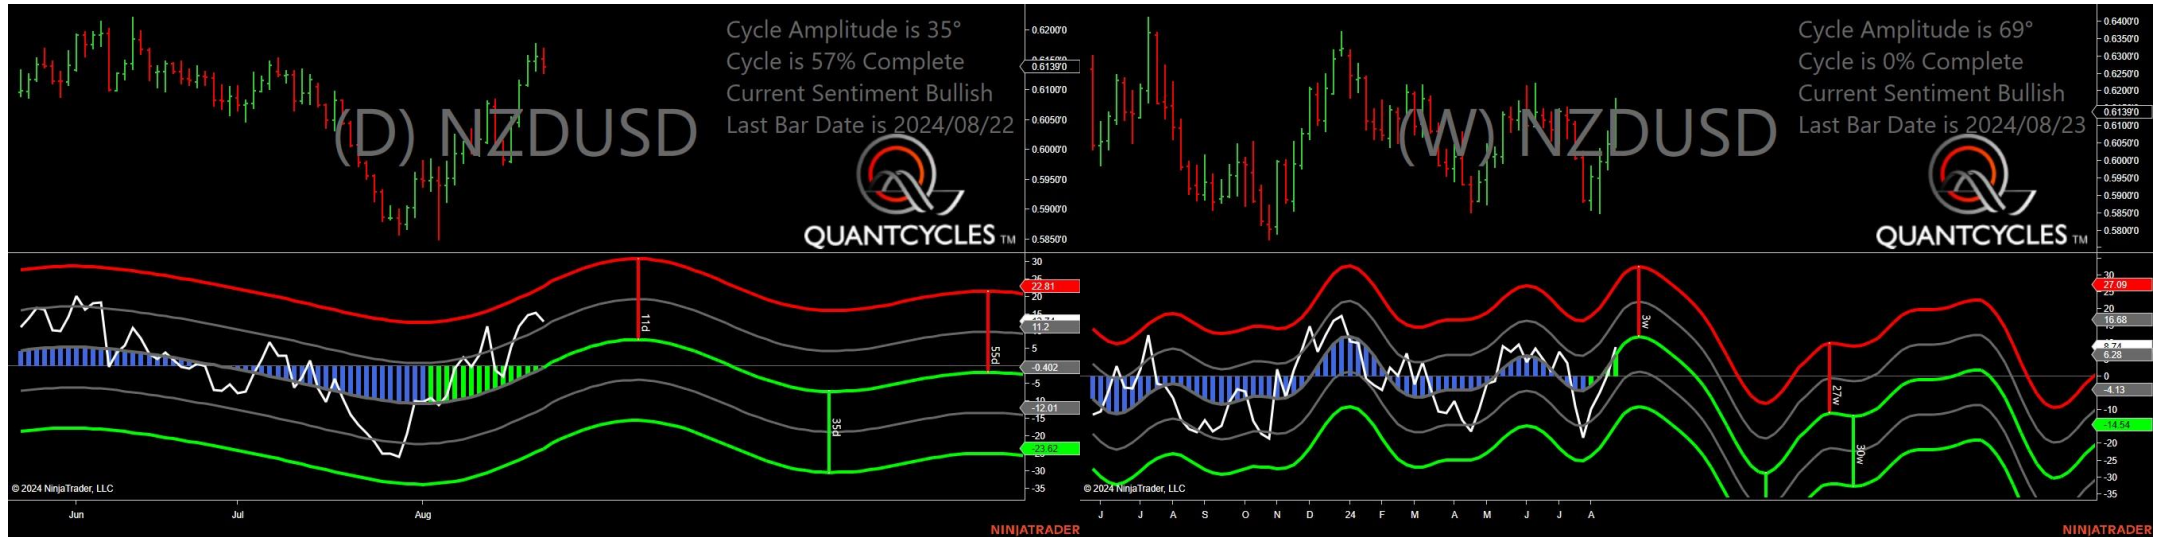 Cycle Amplitude is 35°
Cycle is 57% Complete
Current Sentiment Bullish
Last Bar Date is 2024/08/22
(D) NZDUSD
QUANTCYCLES TM
0.6200'0
0.6139'0
0.6100'0
0.6050'0
0.6000'0
0.5950'0
0.5900'0
0.5850'0
30
22.81
20
11.2
5
-0.402
-5
-12.01
-15
-20
-23.62
-30
-35
11d
35d
55d
© 2024 NinjaTrader, LLC
Jun
Jul
Aug
NINJATRADER
Cycle Amplitude is 69°
Cycle is 0% Complete
Current Sentiment Bullish
Last Bar Date is 2024/08/23
(W) NZDUSD
QUANTCYCLES TM
0.6400'0
0.6350'0
0.6300'0
0.6250'0
0.6200'0
0.6139'0
0.6100'0
0.6050'0
0.6000'0
0.5950'0
0.5900'0
0.5850'0
0.5800'0
30
27.09
25
20
16.68
8.74
6.28
0
-4.13
-10
-14.54
-20
-25
-30
-35
3w
27w
30w
© 2024 NinjaTrader, LLC
J J A S O N D 24 F M A M J J A
NINJATRADER